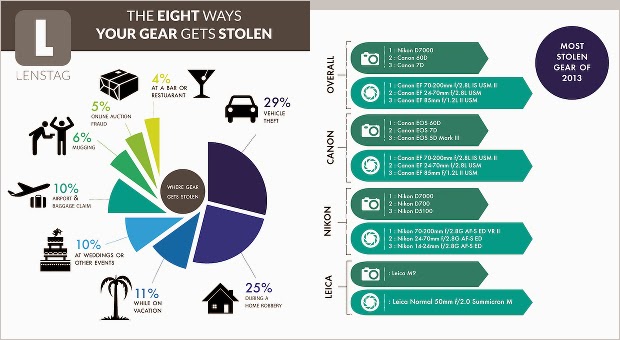 L
LENSTAG
THE EIGHT WAYS
YOUR GEAR GETS STOLEN
4%
AT A BAR OR
RESTUARANT
5%
ONLINE AUCTION
FRAUD
6%
MUGGING
10%
AIRPORT &
BAGGAGE CLAIM
10%
AT WEDDINGS OR
OTHER EVENTS
11%
WHILE ON
VACATION
25%
DURING A
HOME ROBBERY
29%
VEHICLE
THEFT
WHERE GEAR
GETS STOLEN
MOST
STOLEN
GEAR OF
2013
OVERALL
1 : Nikon D7000
2 : Canon 60D
3 : Canon 7D
1 : Canon EF 70-200mm f/2.8L IS USM II
2 : Canon EF 24-70mm f/2.8L USM
3 : Canon EF 85mm f/1.2L II USM
CANON
1 : Canon EOS 60D
2 : Canon EOS 7D
3 : Canon EOS 5D Mark III
1 : Canon EF 70-200mm f/2.8L IS USM II
2 : Canon EF 24-70mm f/2.8L USM
3 : Canon EF 85mm f/1.2L II USM
NIKON
1 : Nikon D7000
2 : Nikon D700
3 : Nikon D5100
1 : Nikon 70-200mm f/2.8G AF-S ED VR II
2 : Nikon 24-70mm f/2.8G AF-S ED
3 : Nikon 14-24mm f/2.8G AF-S ED
LEICA
: Leica M9
: Leica Normal 50mm f/2.0 Summicron M